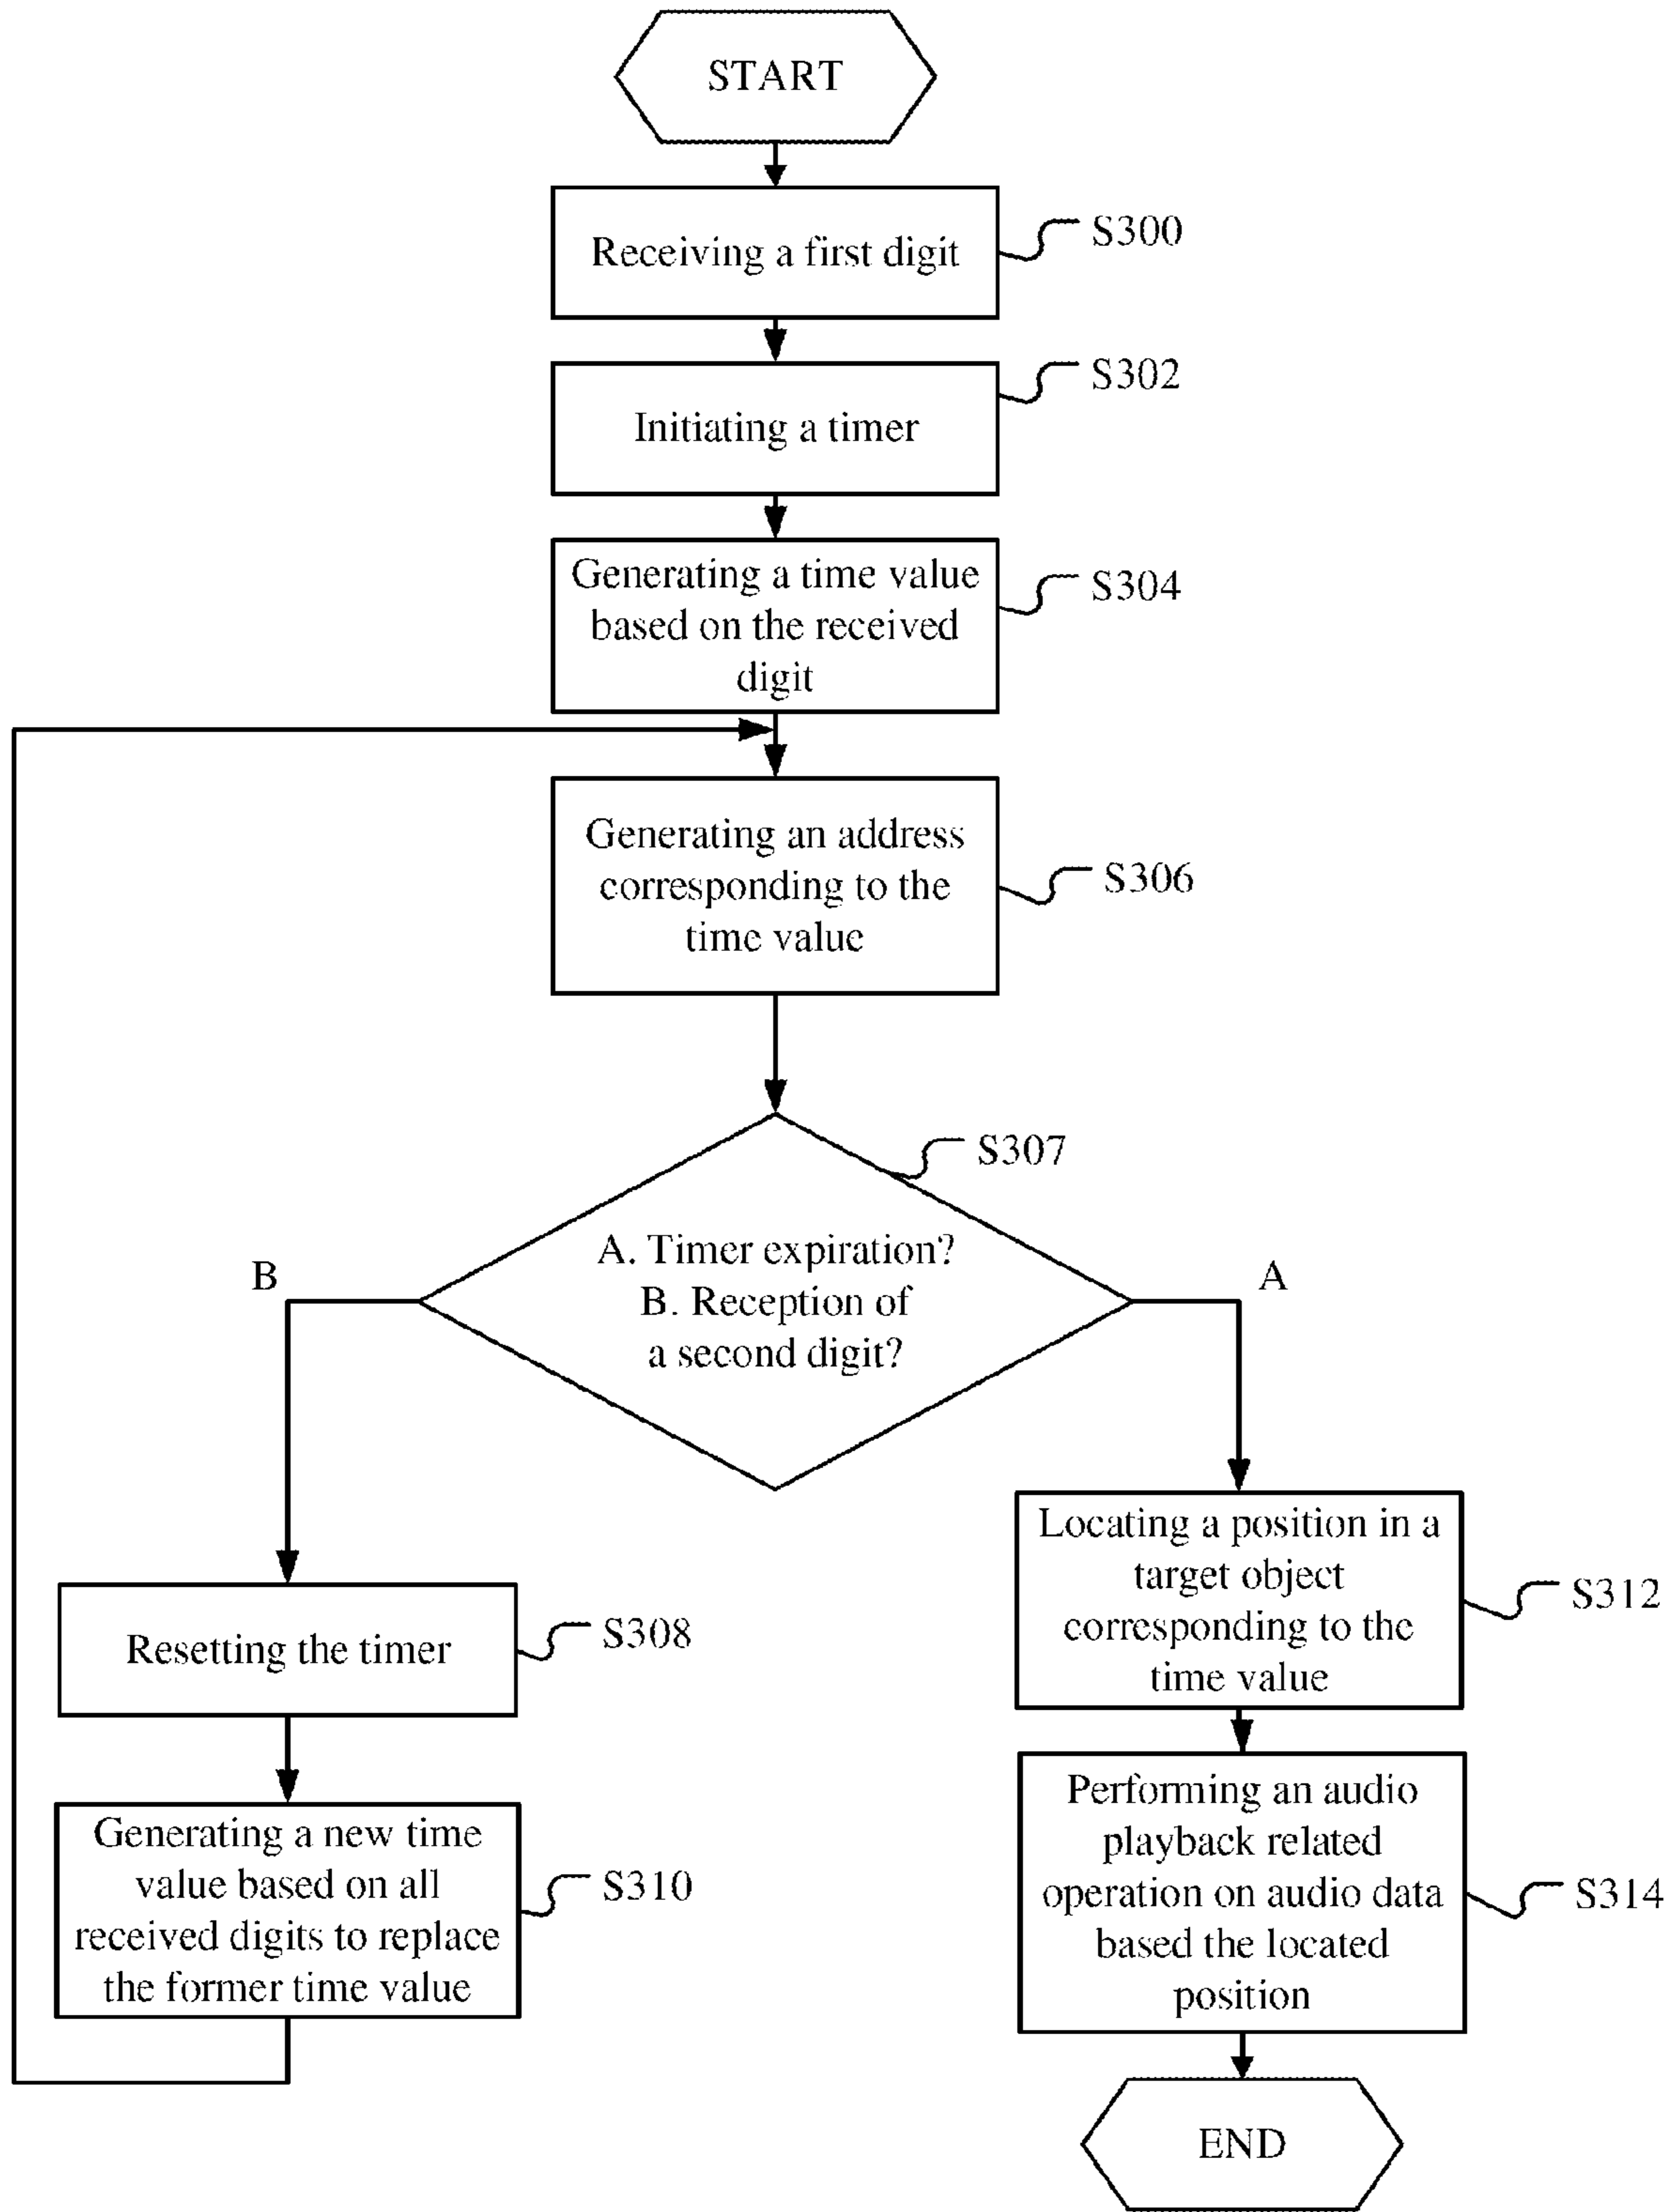 START
Receiving a first digit
S300
Initiating a timer
S302
Generating a time value
based on the received
digit
S304
Generating an address
corresponding to the
time value
S306
S307
A. Timer expiration?
B. Reception of
a second digit?
B
A
Resetting the timer
S308
Generating a new time
value based on all
received digits to replace
the former time value
S310
Locating a position in a
target object
corresponding to the
time value
S312
Performing an audio
playback related
operation on audio data
based the located
position
S314
END